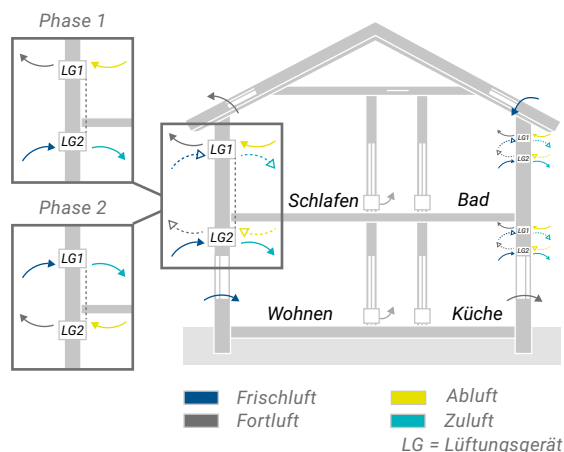 Phase 1
LG1
LG2
Phase 2
LG1
LG2
LG1
LG2
Schlafen
Bad
Wohnen
Küche
LG1
LG2
LG1
LG2
Frischluft
Abluft
Fortluft
Zuluft
LG = Lüftungsgerät